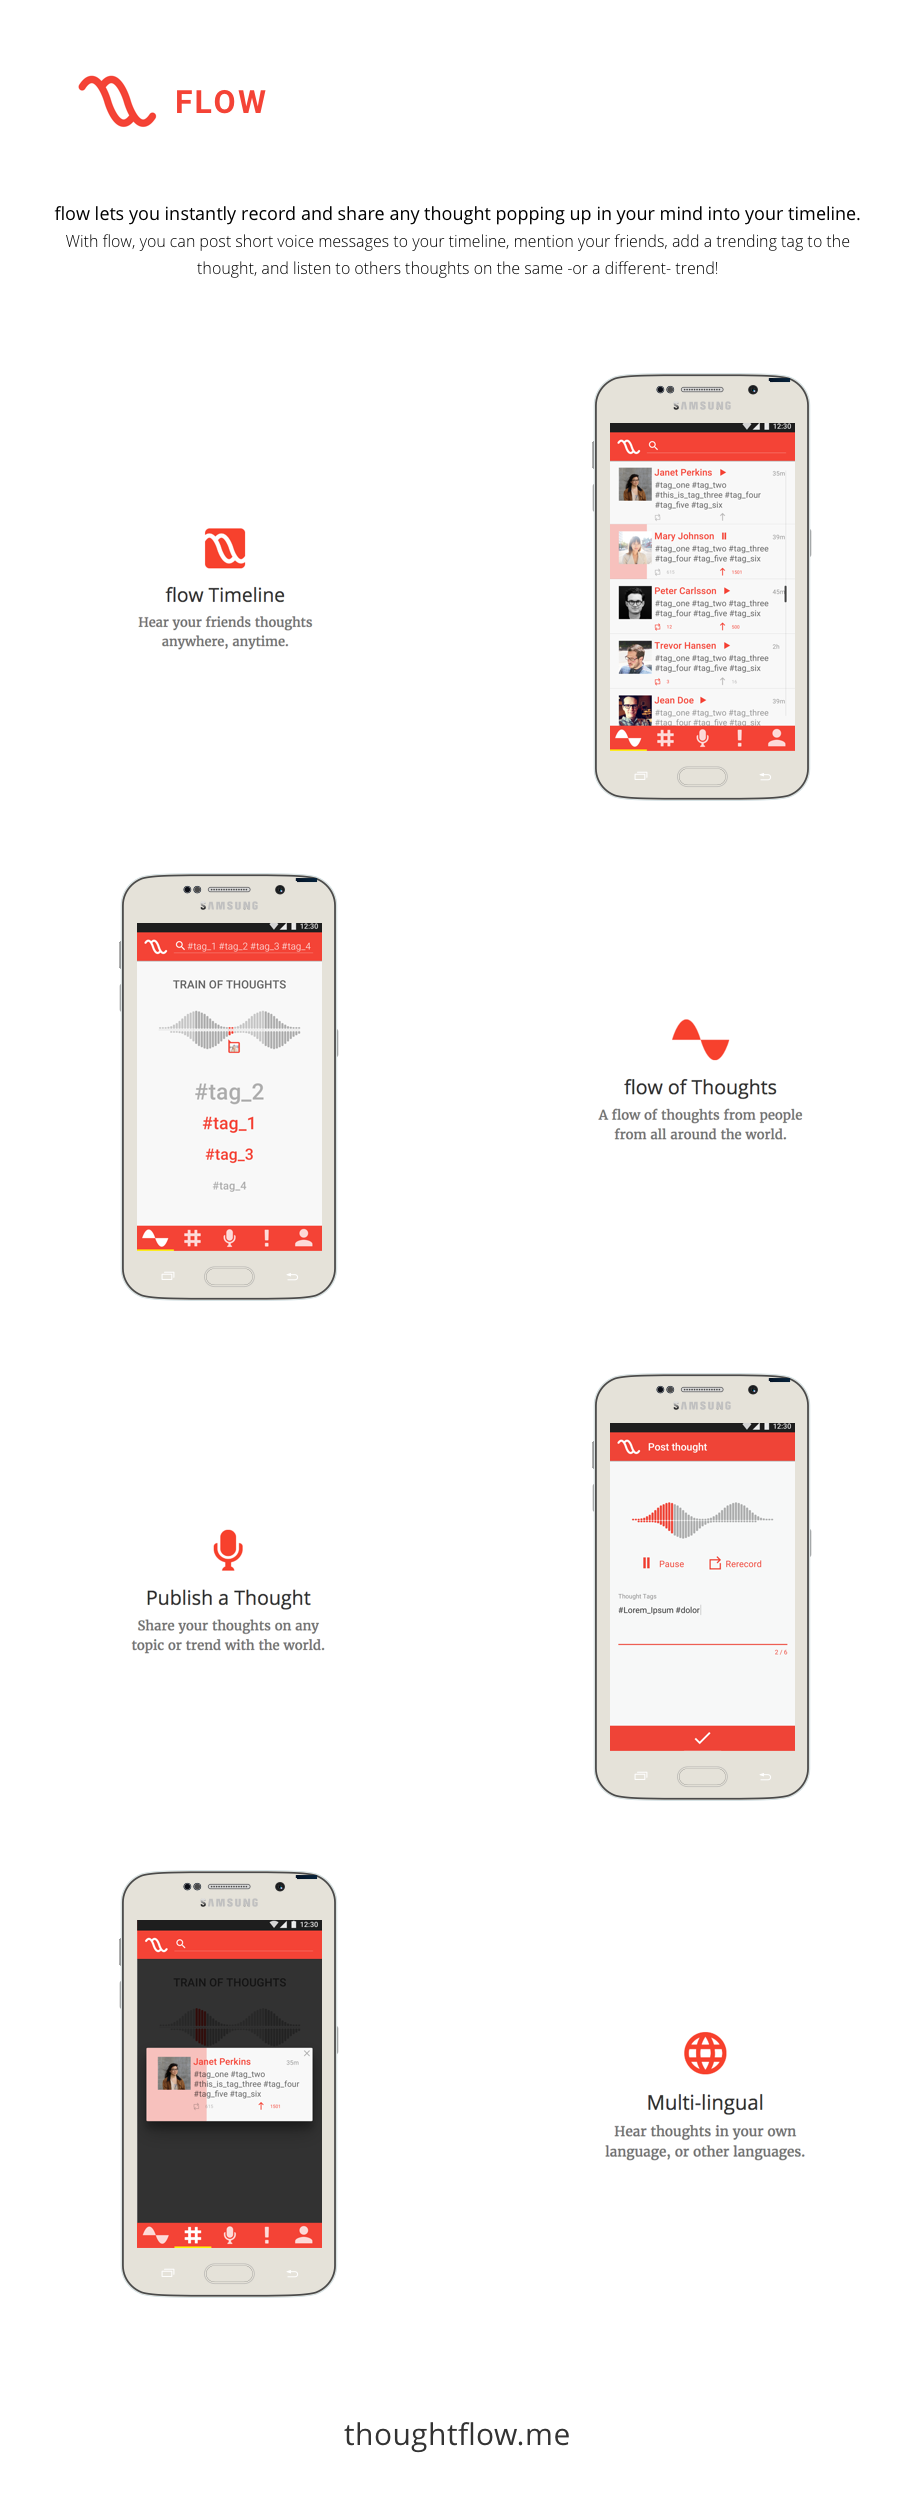 FLOW
flow lets you instantly record and share any thought popping up in your mind into your timeline.
With flow, you can post short voice messages to your timeline, mention your friends, add a trending tag to the
thought, and listen to others thoughts on the same -or a different- trend!
flow Timeline
Hear your friends thoughts
anywhere, anytime.
SAMSUNG
12:30
Janet Perkins
35m
#tag_one #tag_two
#this_is_tag_three #tag_four
#tag_five #tag_six
Mary Johnson
39m
#tag_one #tag_two #tag_three
#tag_four #tag_five #tag_six
1501
Peter Carlsson
45m
#tag_one #tag_two #tag_three
#tag_four #tag_five #tag_six
12
500
Trevor Hansen
2h
#tag_one #tag_two #tag_three
#tag_four #tag_five #tag_six
3
Jean Doe
39m
#tag_one #tag_two #tag_three
#tag_four #tag_five #tag_six
SAMSUNG
12:30
#tag_1 #tag_2 #tag_3 #tag_4
TRAIN OF THOUGHTS
#tag_2
#tag_1
#tag_3
#tag_4
flow of Thoughts
A flow of thoughts from people
from all around the world.
Publish a Thought
Share your thoughts on any
topic or trend with the world.
SAMSUNG
12:30
Post thought
Pause
Rerecord
Thought Tags
#Lorem_Ipsum #dolor
2 / 6
SAMSUNG
12:30
TRAIN OF THOUGHTS
Janet Perkins
35m
#tag_one #tag_two
#this_is_tag_three #tag_four
#tag_five #tag_six
1501
Multi-lingual
Hear thoughts in your own
language, or other languages.
thoughtflow.me